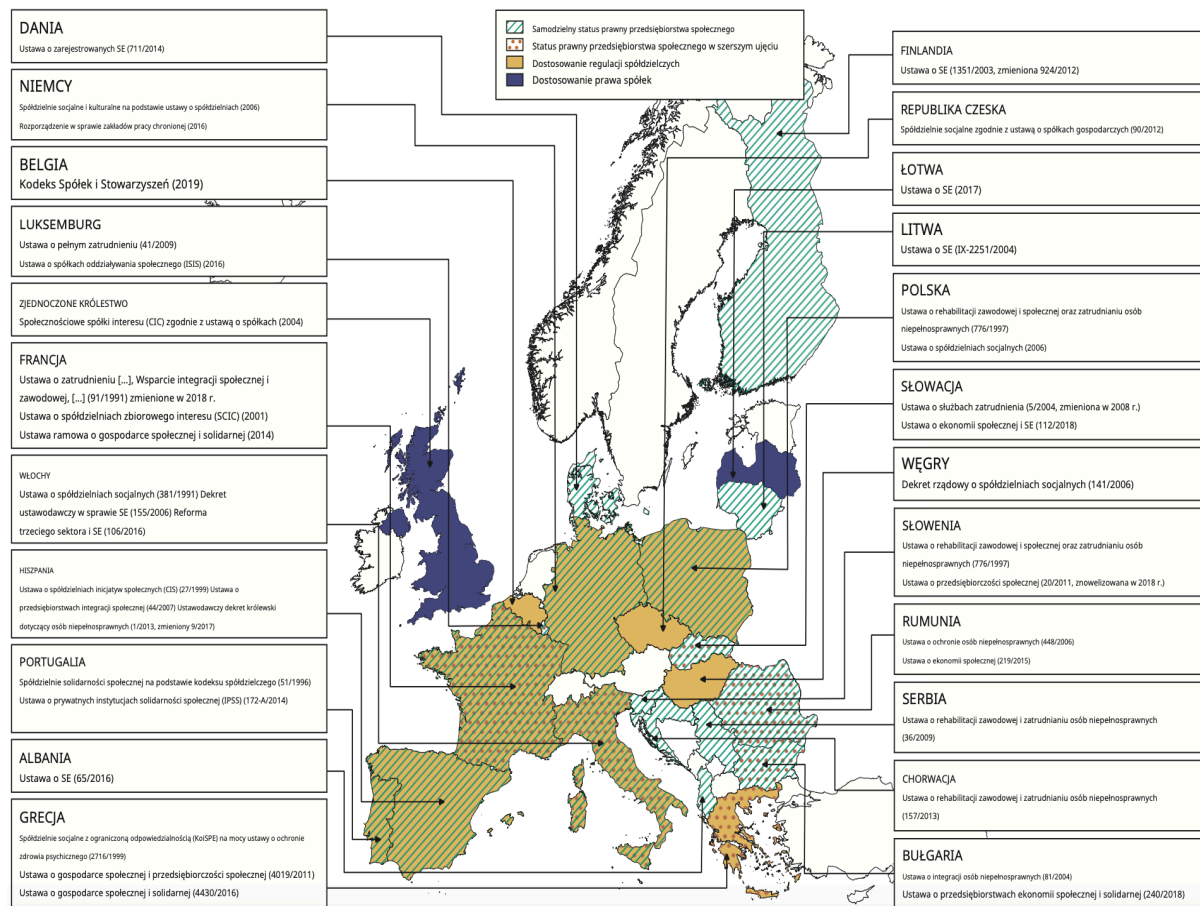 DANIA
Ustawa o zarejestrowanych SE (711/2014)
NIEMCY
Spółdzielnie socjalne i kulturalne na podstawie ustawy o spółdzielniach (2006)
Rozporządzenie w sprawie zakładów pracy chronionej (2016)
BELGIA
Kodeks Spółek i Stowarzyszeń (2019)
LUKSEMBURG
Ustawa o pełnym zatrudnieniu (41/2009)
Ustawa o spółkach oddziaływania społecznego (ISIS) (2016)
ZJEDNOCZONE KRÓLESTWO
Społecznościowe spółki interesu (CIC) zgodnie z ustawą o spółkach (2004)
FRANCJA
Ustawa o zatrudnieniu [...], Wsparcie integracji społecznej i
zawodowej, [...] (91/1991) zmienione w 2018 r.
Ustawa o spółdzielniach zbiorowego interesu (SCIC) (2001)
Ustawa ramowa o gospodarce społecznej i solidarnej (2014)
WŁOCHY
Ustawa o spółdzielniach socjalnych (381/1991) Dekret
ustawodawczy w sprawie SE (155/2006) Reforma
trzeciego sektora i SE (106/2016)
HISZPANIA
Ustawa o spółdzielniach inicjatyw społecznych (CIS) (27/1999) Ustawa o
przedsiębiorstwach integracji społecznej (44/2007) Ustawodawczy dekret królewski
dotyczący osób niepełnosprawnych (1/2013, zmieniony 9/2017)
PORTUGALIA
Spółdzielnie solidarności społecznej na podstawie kodeksu spółdzielczego (51/1996)
Ustawa o prywatnych instytucjach solidarności społecznej (IPSS) (172-A/2014)
ALBANIA
Ustawa o SE (65/2016)
GRECJA
Spółdzielnie socjalne z ograniczoną odpowiedzialnością (KoiSPE) na mocy ustawy o ochronie
zdrowia psychicznego (2716/1999)
Ustawa o gospodarce społecznej i przedsiębiorczości społecznej (4019/2011)
Ustawa o gospodarce społecznej i solidarnej (4430/2016)
Samodzielny status prawny przedsiębiorstwa społecznego
Status prawny przedsiębiorstwa społecznego w szerszym ujęciu
Dostosowanie regulacji spółdzielczych
Dostosowanie prawa spółek
FINLANDIA
Ustawa o SE (1351/2003, zmieniona 924/2012)
REPUBLIKA CZESKA
Spółdzielnie socjalne zgodnie z ustawą o spółkach gospodarczych (90/2012)
ŁOTWA
Ustawa o SE (2017)
LITWA
Ustawa o SE (IX-2251/2004)
POLSKA
Ustawa o rehabilitacji zawodowej i społecznej oraz zatrudnianiu osób
niepełnosprawnych (776/1997)
Ustawa o spółdzielniach socjalnych (2006)
SŁOWACJA
Ustawa o służbach zatrudnienia (5/2004, zmieniona w 2008 r.)
Ustawa o ekonomii społecznej i SE (112/2018)
WĘGRY
Dekret rządowy o spółdzielniach socjalnych (141/2006)
SŁOWENIA
Ustawa o rehabilitacji zawodowej i społecznej oraz zatrudnianiu osób
niepełnosprawnych (776/1997)
Ustawa o przedsiębiorczości społecznej (20/2011, znowelizowana w 2018 r.)
RUMUNIA
Ustawa o ochronie osób niepełnosprawnych (448/2006)
Ustawa o ekonomii społecznej (219/2015)
SERBIA
Ustawa o rehabilitacji zawodowej i zatrudnianiu osób niepełnosprawnych
(36/2009)
CHORWACJA
Ustawa o rehabilitacji zawodowej i zatrudnianiu osób niepełnosprawnych
(157/2013)
BUŁGARIA
Ustawa o integracji osób niepełnosprawnych (81/2004)
Ustawa o przedsiębiorstwach ekonomii społecznej i solidarnej (240/2018)